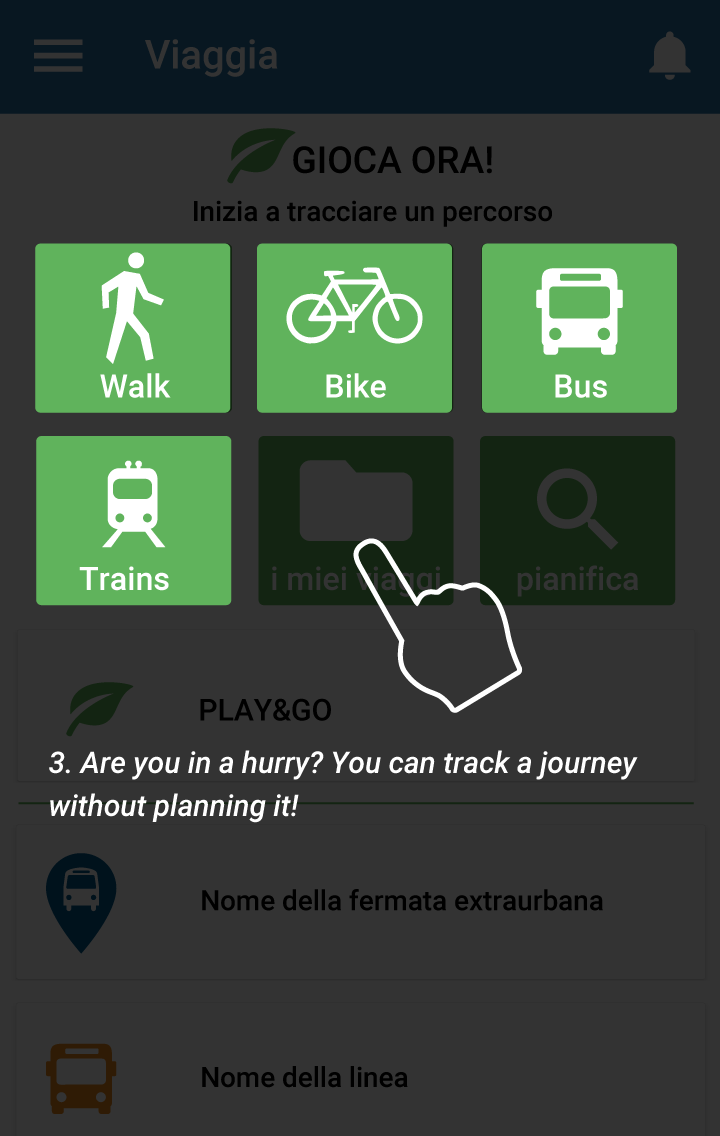 Viaggia
GIOCA ORA!
Inizia a tracciare un percorso
Walk
Bike
Bus
Trains
i miei viaggi
pianifica
PLAY&GO
3. Are you in a hurry? You can track a journey
without planning it!
Nome della fermata extraurbana
Nome della linea